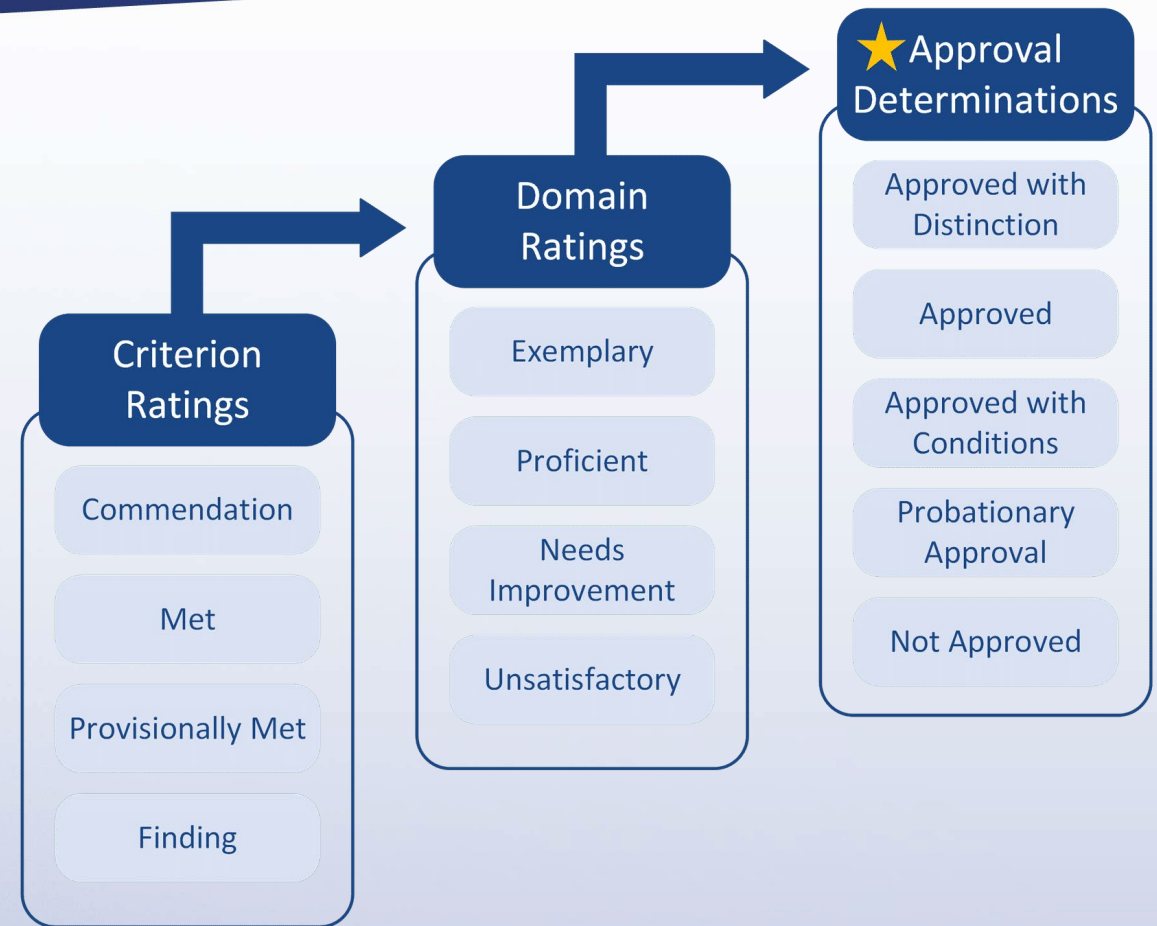 Criterion
Ratings
Commendation
Met
Provisionally Met
Finding
Domain
Ratings
Exemplary
Proficient
Needs
Improvement
Unsatisfactory
Approval
Determinations
Approved with
Distinction
Approved
Approved with
Conditions
Probationary
Approval
Not Approved